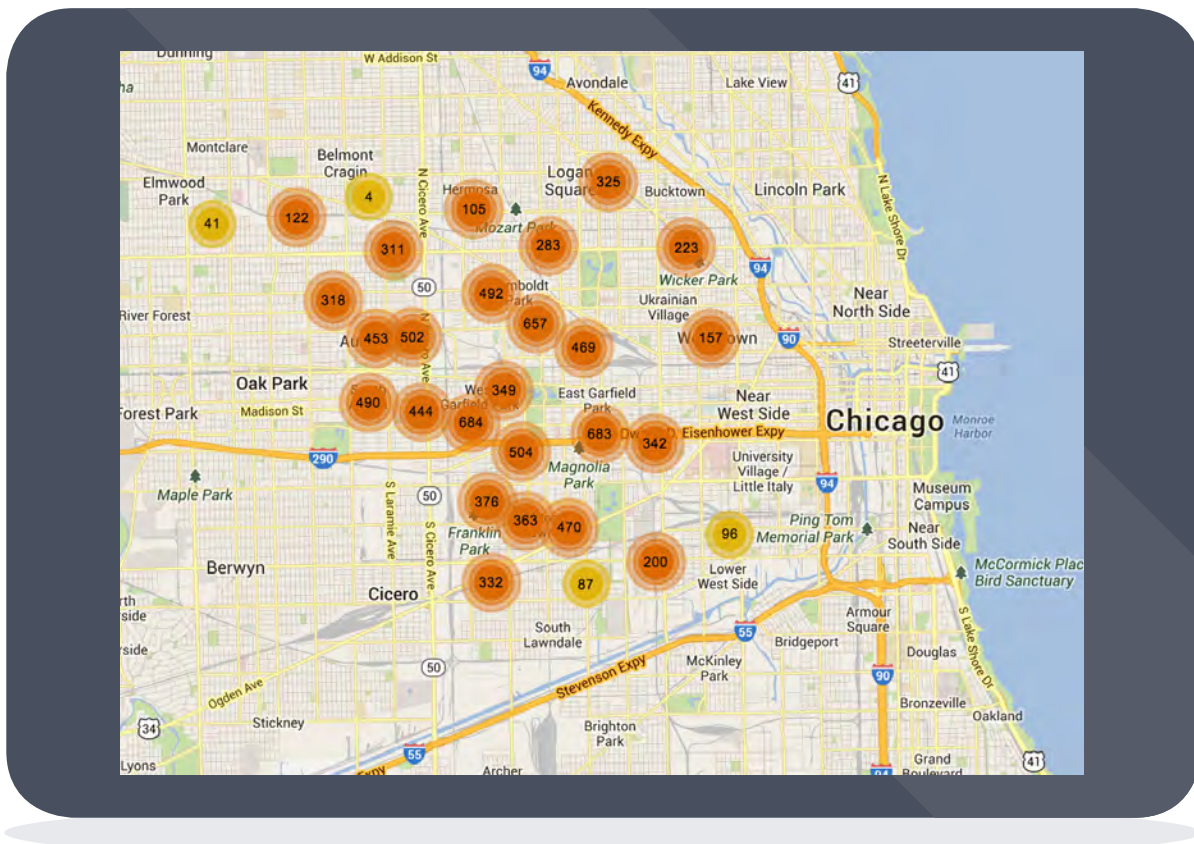 Dunning
W Addison St
94
Avondale
Lake View
41
Kennedy Expy
Montclare
Belmont
Cragin
Elmwood
Park
4
41
122
N Cicero Ave
Hermosa
105
Mozart Park
Logan
Square
325
Bucktown
Lincoln Park
N Lake Shore Dr
311
283
223
Wicker Park
94
50
318
492
Humboldt
Park
657
Ukrainian
Village
Near
North Side
River Forest
453
502
469
157
90
Streeterville
41
Oak Park
490
444
349
684
East Garfield
Park
Near
West Side
Chicago
Monroe
Harbor
Forest Park
Madison St
683
342
D. Eisenhower Expy
504
290
Magnolia
Park
University
Village /
Little Italy
94
Maple Park
S Laramie Ave
50
376
363
470
Franklin
Park
S Cicero Ave
Museum
Campus
96
Ping Tom
Memorial Park
Near
South Side
200
Lower
West Side
McCormick Plac
Bird Sanctuary
Berwyn
332
87
Cicero
South
Lawndale
55
Armour
Square
Bridgeport
S Lake Shore Dr
rth
side
rside
50
Stevenson Expy
McKinley
Park
Douglas
90
Ogden Ave
Bronzeville
Oakland
34
Stickney
Brighton
Park
Lyons
55
Expy
Archer
Grand
Boulevard
94
41